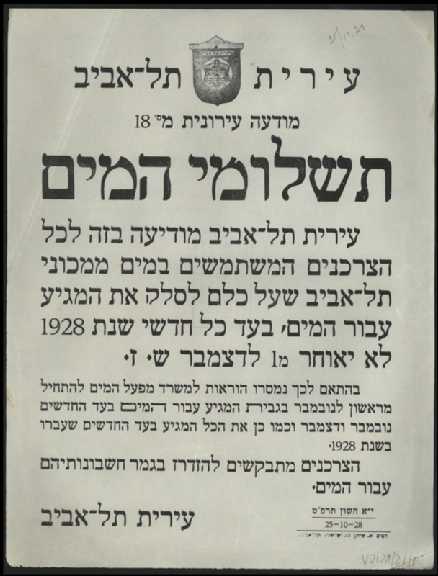 עירית תל־אביב
מודעה עירונית מס׳ 18
תשלומי המים
עירית תל־אביב מודיעה בזה לכל
הצרכנים המשתמשים במים ממכוני
תל־אביב שעל כלם לסלק את המגיע
עבור המים, בעד כל חדשי שנת 1928
לא יאוחר מ1 לדצמבר ש. ז.
בהתאם לכך נמסרו הוראות למשרד מפעל המים להתחיל
מראשון לנובמבר בגבית המגיע עבור המים בעד החדשים
נובמבר ודצמבר וכמו כן את הכל המגיע בעד החדשים שעברו
בשנת 1928.
הצרכנים מתבקשים להזדרז בגמר חשבונותיהם
עבור המים.
עירית תל־אביב
י״א חשון תרפ״ט
25-10-28